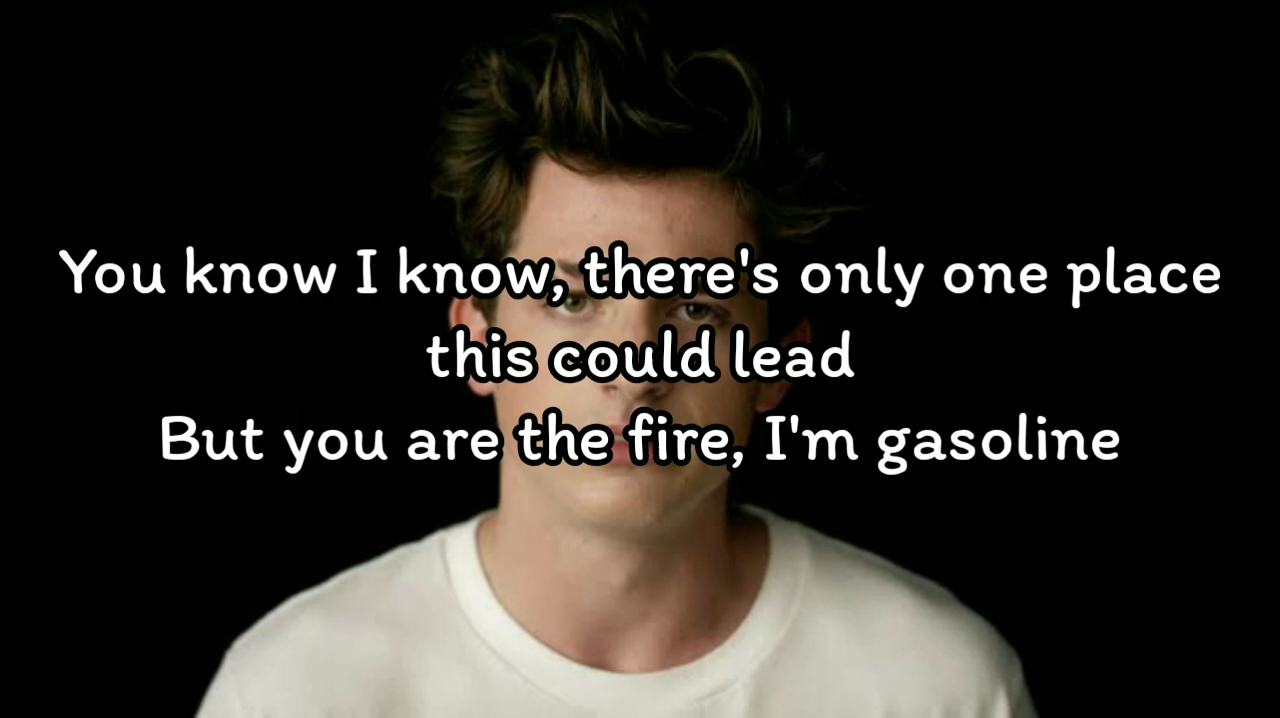 You know I know, there's only one place
this could lead
But you are the fire, I'm gasoline